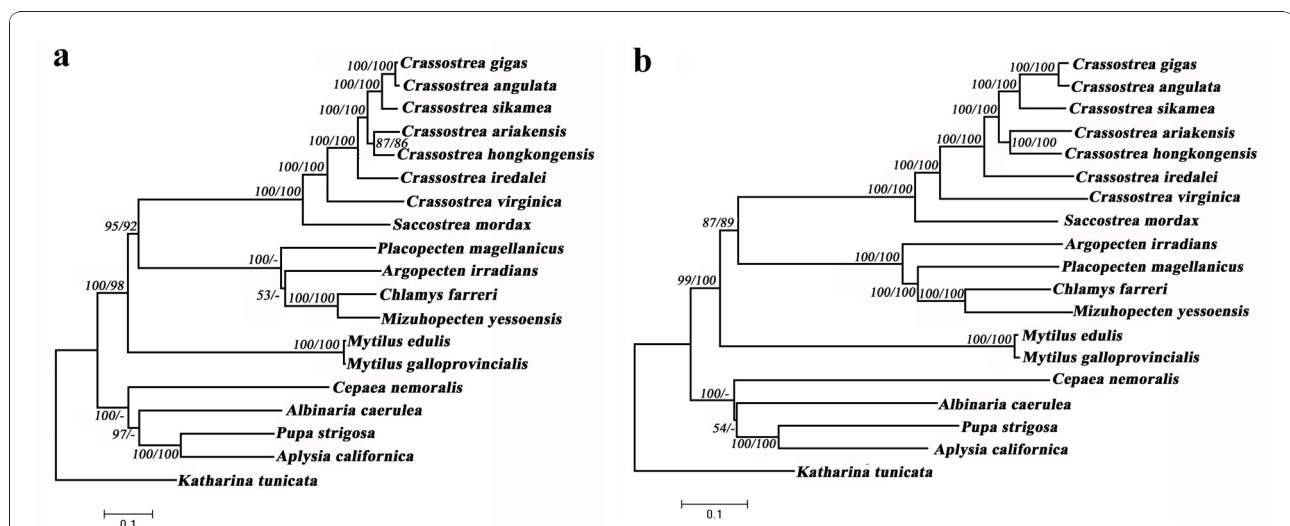 a
100/100
Crassostrea gigas
100/100
Crassostrea angulata
100/100
Crassostrea sikamea
100/100
Crassostrea ariakensis
87/86
Crassostrea hongkongensis
100/100
Crassostrea iredalei
100/100
Crassostrea virginica
100/100
Saccostrea mordax
95/92
Placopecten magellanicus
100/-
Argopecten irradians
53/-
100/100
Chlamys farreri
Mizuhopecten yessoensis
100/98
100/100
Mytilus edulis
Mytilus galloprovincialis
Cepaea nemoralis
100/-
Albinaria caerulea
97/-
Pupa strigosa
100/100
Aplysia californica
Katharina tunicata
0.1
b
100/100
Crassostrea gigas
Crassostrea angulata
100/100
Crassostrea sikamea
100/100
Crassostrea ariakensis
100/100
Crassostrea hongkongensis
100/100
Crassostrea iredalei
100/100
Crassostrea virginica
100/100
Saccostrea mordax
87/89
Argopecten irradians
100/100
Placopecten magellanicus
100/100
100/100
Chlamys farreri
Mizuhopecten yessoensis
99/100
100/100
Mytilus edulis
Mytilus galloprovincialis
Cepaea nemoralis
100/-
Albinaria caerulea
54/-
Pupa strigosa
100/100
Aplysia californica
Katharina tunicata
0.1